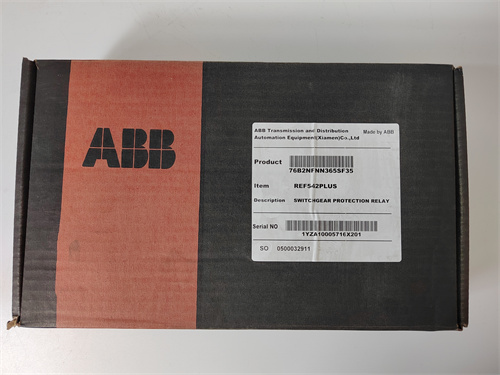 ABB
ABB Transmission and Distribution
Automation Equipment(Xiamen)Co.,Ltd
Made by ABB
Product
76B2NFNN365SF35
Item REF542PLUS
Description SWITCHGEAR PROTECTION RELAY
Serial NO
1YZA10005716X201
SO 0500032911